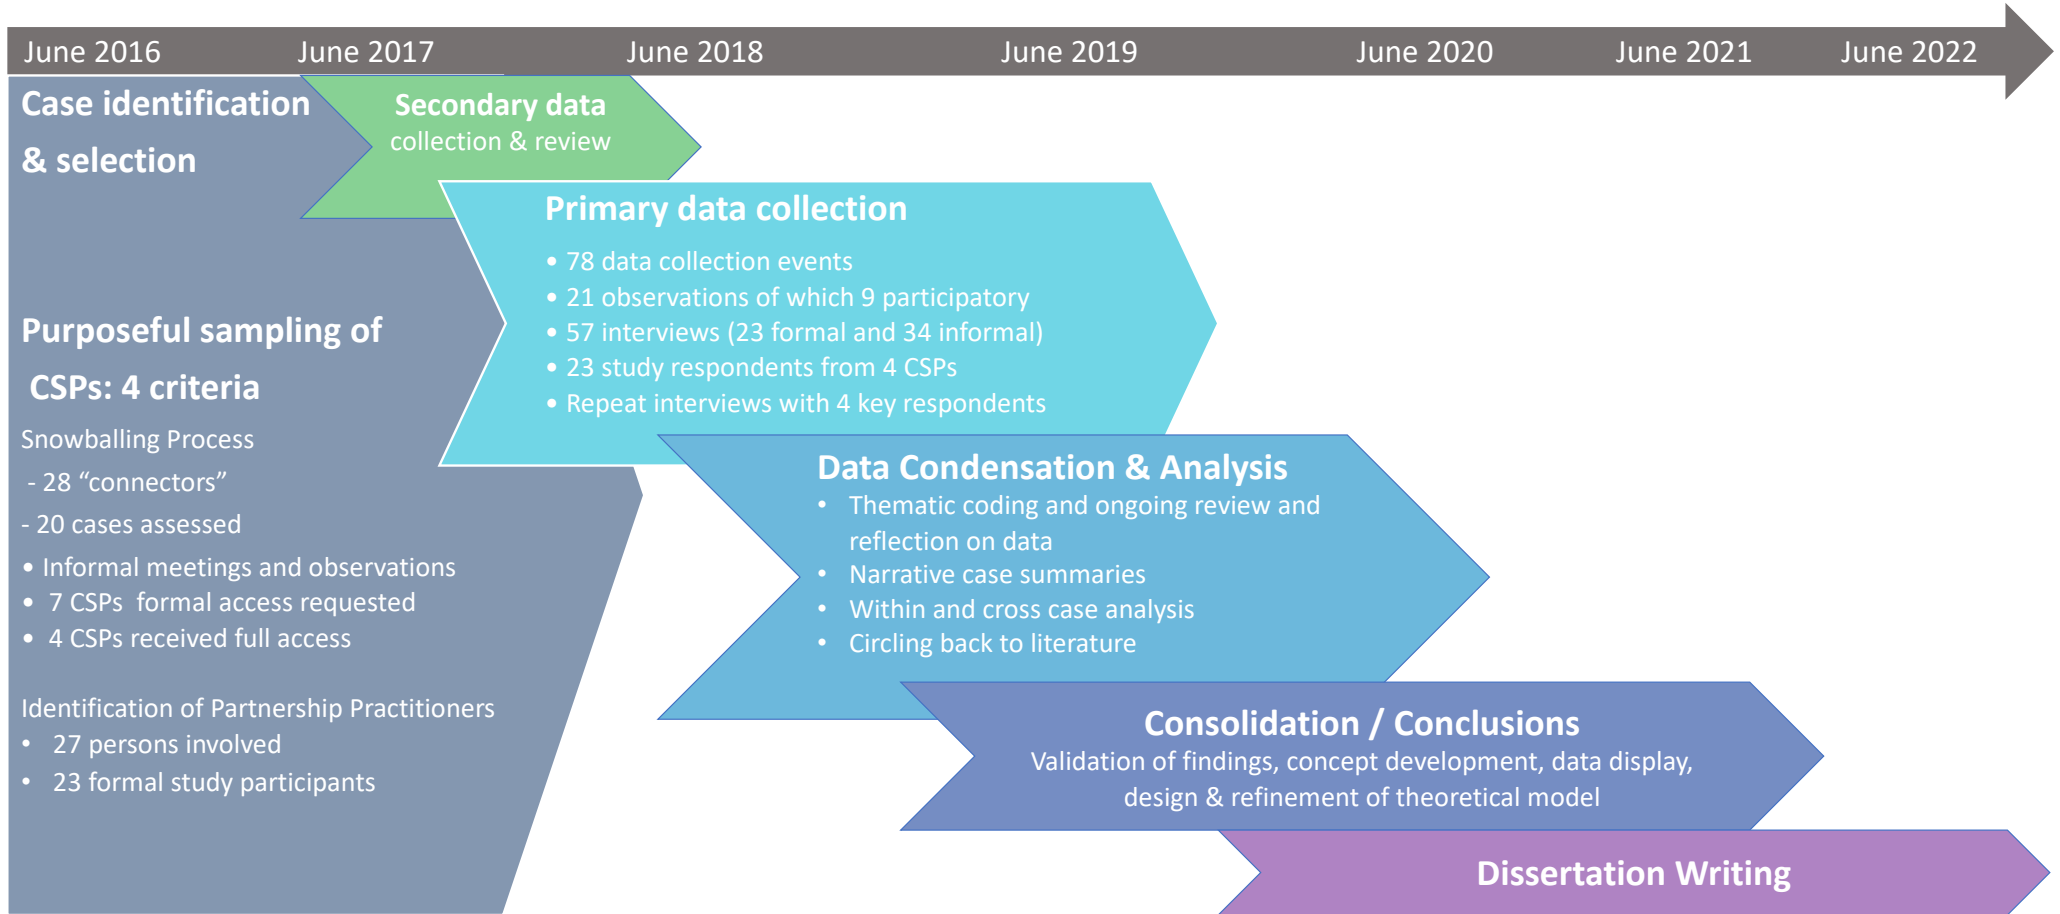 June 2016 June 2017 June 2018 June 2019 June 2020 June 2021 June 2022
Case identification
& selection
Purposeful sampling of
CSPs: 4 criteria
Snowballing Process
- 28 “connectors”
- 20 cases assessed
• Informal meetings and observations
• 7 CSPs formal access requested
• 4 CSPs received full access
Identification of Partnership Practitioners
• 27 persons involved
• 23 formal study participants
Secondary data
collection & review
Primary data collection
• 78 data collection events
• 21 observations of which 9 participatory
• 57 interviews (23 formal and 34 informal)
• 23 study respondents from 4 CSPs
• Repeat interviews with 4 key respondents
Data Condensation & Analysis
• Thematic coding and ongoing review and
reflection on data
• Narrative case summaries
• Within and cross case analysis
• Circling back to literature
Consolidation / Conclusions
Validation of findings, concept development, data display,
design & refinement of theoretical model
Dissertation Writing